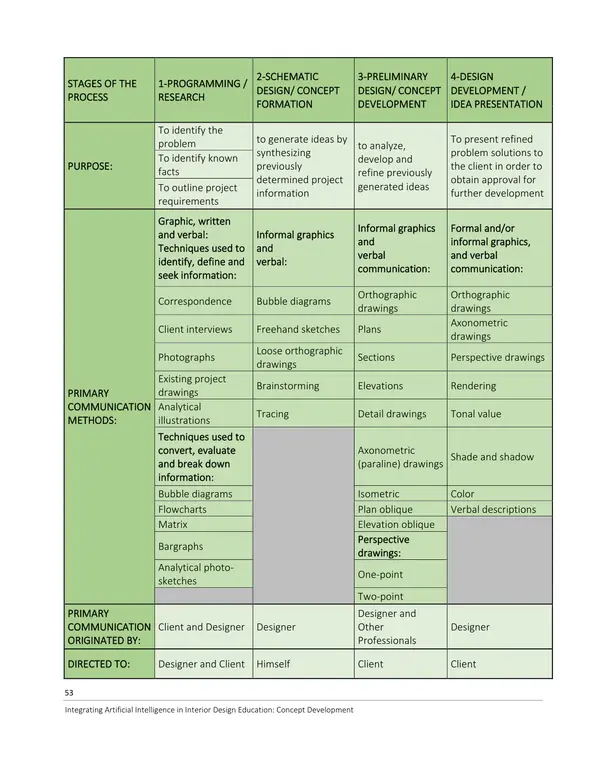 STAGES OF THE
PROCESS
1-PROGRAMMING /
RESEARCH
2-SCHEMATIC
DESIGN/ CONCEPT
FORMATION
3-PRELIMINARY
DESIGN/ CONCEPT
DEVELOPMENT
4-DESIGN
DEVELOPMENT /
IDEA PRESENTATION
PURPOSE:
To identify the
problem
To identify known
facts
To outline project
requirements
to generate ideas by
synthesizing
previously
determined project
information
to analyze,
develop and
refine previously
generated ideas
To present refined
problem solutions to
the client in order to
obtain approval for
further development
PRIMARY
COMMUNICATION
METHODS:
Graphic, written
and verbal:
Techniques used to
identify, define and
seek information:
Informal graphics
and
verbal:
Informal graphics
and
verbal
communication:
Formal and/or
informal graphics,
and verbal
communication:
Correspondence
Bubble diagrams
Orthographic
drawings
Orthographic
drawings
Client interviews
Freehand sketches
Plans
Axonometric
drawings
Photographs
Loose orthographic
drawings
Sections
Perspective drawings
Existing project
drawings
Brainstorming
Elevations
Rendering
Analytical
illustrations
Tracing
Detail drawings
Tonal value
Techniques used to
convert, evaluate
and break down
information:
Axonometric
(paraline) drawings
Shade and shadow
Bubble diagrams
Isometric
Color
Flowcharts
Plan oblique
Verbal descriptions
Matrix
Elevation oblique
Bargraphs
Perspective
drawings:
Analytical photo-
sketches
One-point
Two-point
PRIMARY
COMMUNICATION
ORIGINATED BY:
Client and Designer
Designer
Designer and
Other
Professionals
Designer
DIRECTED TO:
Designer and Client
Himself
Client
Client
53
Integrating Artificial Intelligence in Interior Design Education: Concept Development